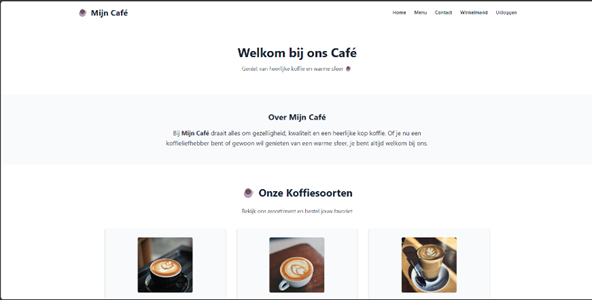 Mijn Café
Home Menu Contact Winkelmand Uitloggen
Welkom bij ons Café
Geniet van heerlijke koffie en warme sfeer
Over Mijn Café
Bij Mijn Café draait alles om gezelligheid, kwaliteit en een heerlijke kop koffie. Of je nu een
koffieliefhebber bent of gewoon wil genieten van een warme sfeer, je bent altijd welkom bij ons.
Onze Koffiesoorten
Bekijk ons assortiment en bestel jouw favoriet